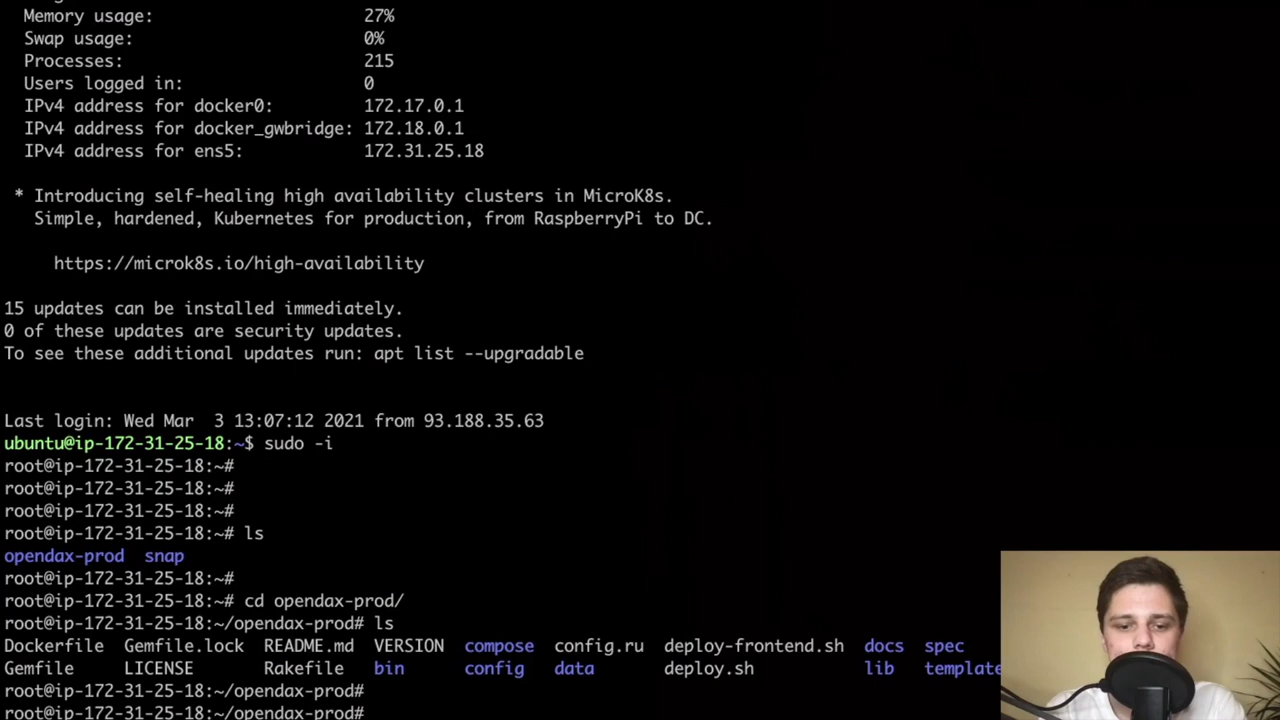 Memory usage: 27%
Swap usage: 0%
Processes: 215
Users logged in: 0
IPv4 address for docker0: 172.17.0.1
IPv4 address for docker_gwbridge: 172.18.0.1
IPv4 address for ens5: 172.31.25.18
* Introducing self-healing high availability clusters in MicroK8s.
Simple, hardened, Kubernetes for production, from RaspberryPi to DC.
https://microk8s.io/high-availability
15 updates can be installed immediately.
0 of these updates are security updates.
To see these additional updates run: apt list --upgradable
Last login: Wed Mar  3 13:07:12 2021 from 93.188.35.63
ubuntu@ip-172-31-25-18:~$ sudo -i
root@ip-172-31-25-18:~#
root@ip-172-31-25-18:~#
root@ip-172-31-25-18:~#
root@ip-172-31-25-18:~# ls
opendax-prod  snap
root@ip-172-31-25-18:~#
root@ip-172-31-25-18:~# cd opendax-prod/
root@ip-172-31-25-18:~/opendax-prod# ls
Dockerfile  Gemfile.lock  README.md  VERSION  compose  config.ru  deploy-frontend.sh  docs  spec
Gemfile  LICENSE  Rakefile  bin  config  data  deploy.sh  lib  template
root@ip-172-31-25-18:~/opendax-prod#
root@ip-172-31-25-18:~/opendax-prod#